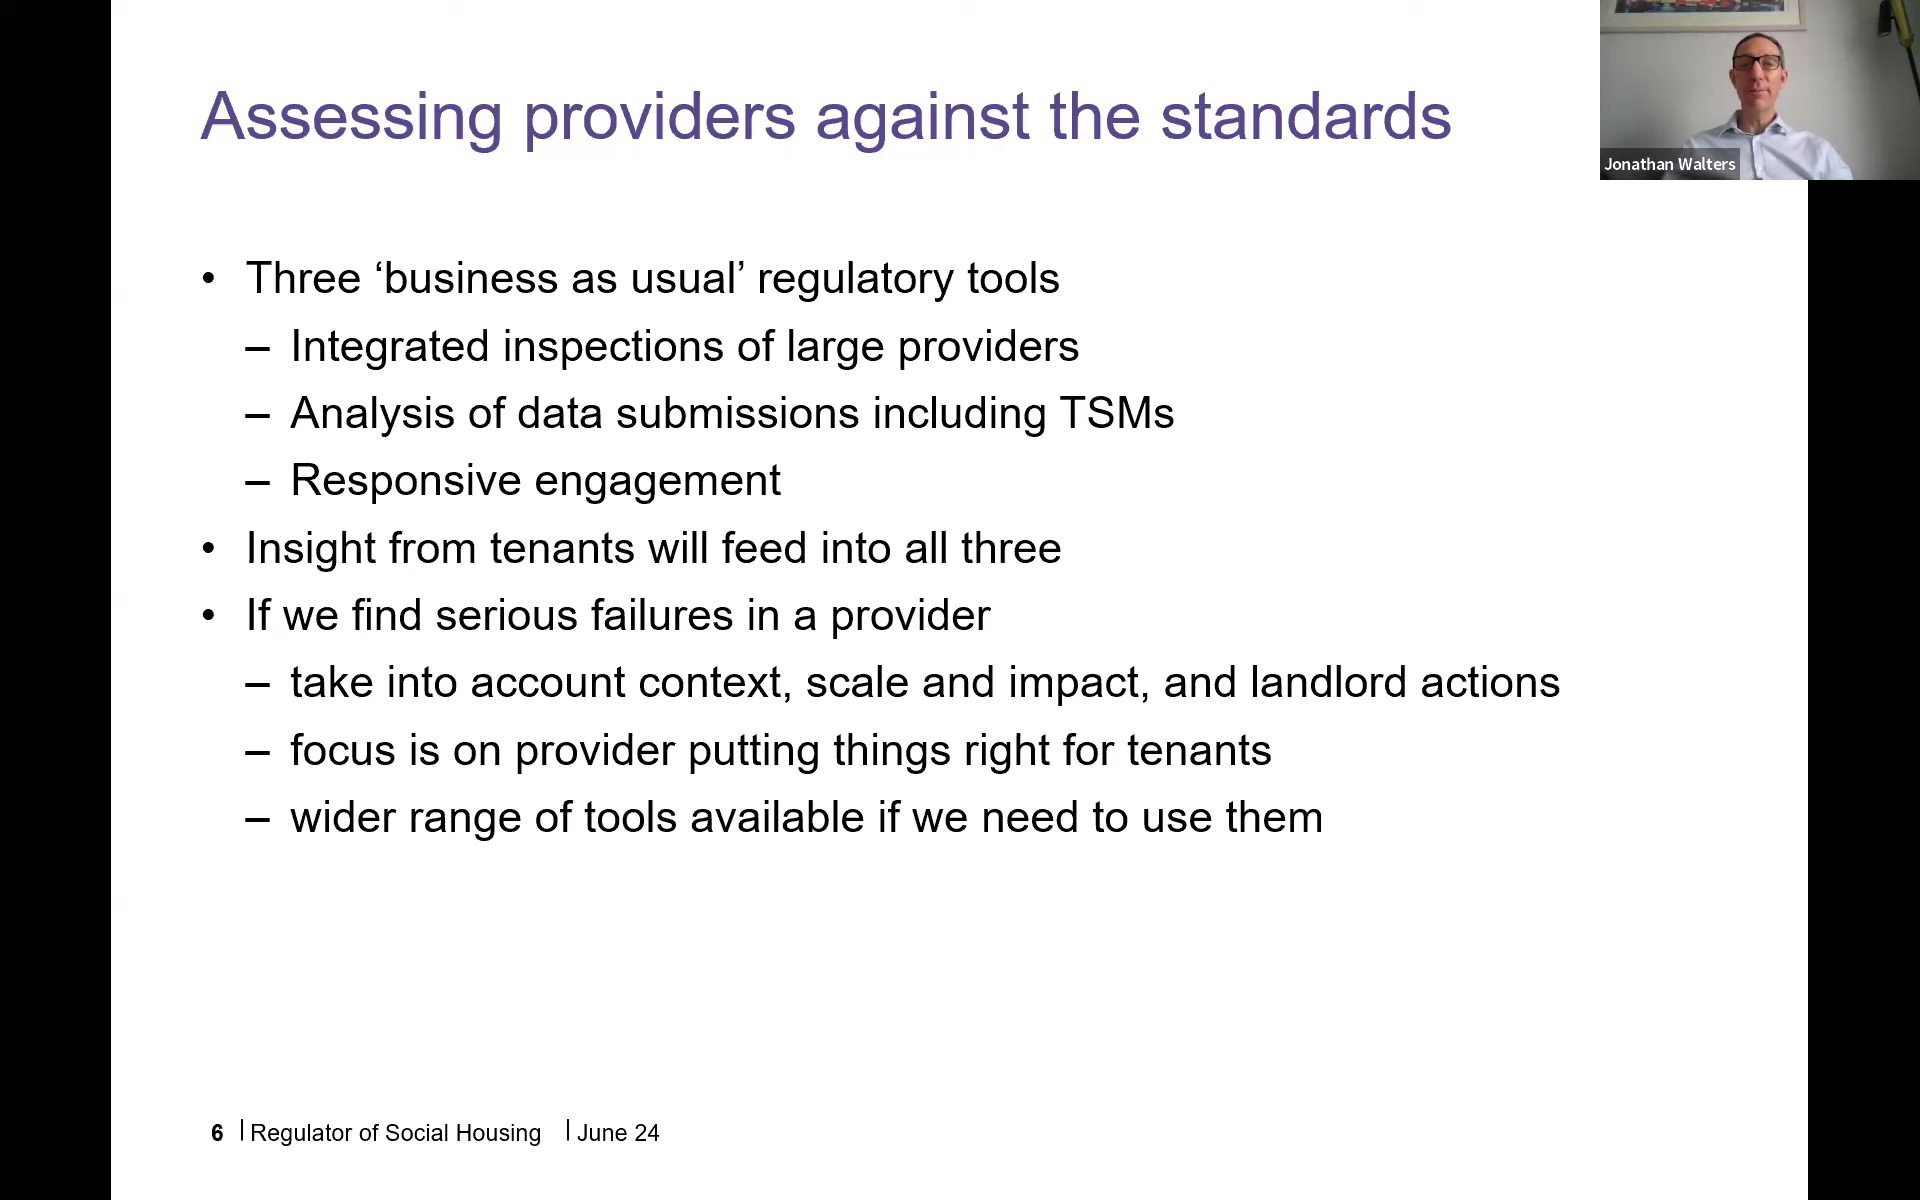 Assessing providers against the standards
Jonathan Walters
• Three ‘business as usual’ regulatory tools
– Integrated inspections of large providers
– Analysis of data submissions including TSMs
– Responsive engagement
• Insight from tenants will feed into all three
• If we find serious failures in a provider
– take into account context, scale and impact, and landlord actions
– focus is on provider putting things right for tenants
– wider range of tools available if we need to use them
6 | Regulator of Social Housing | June 24